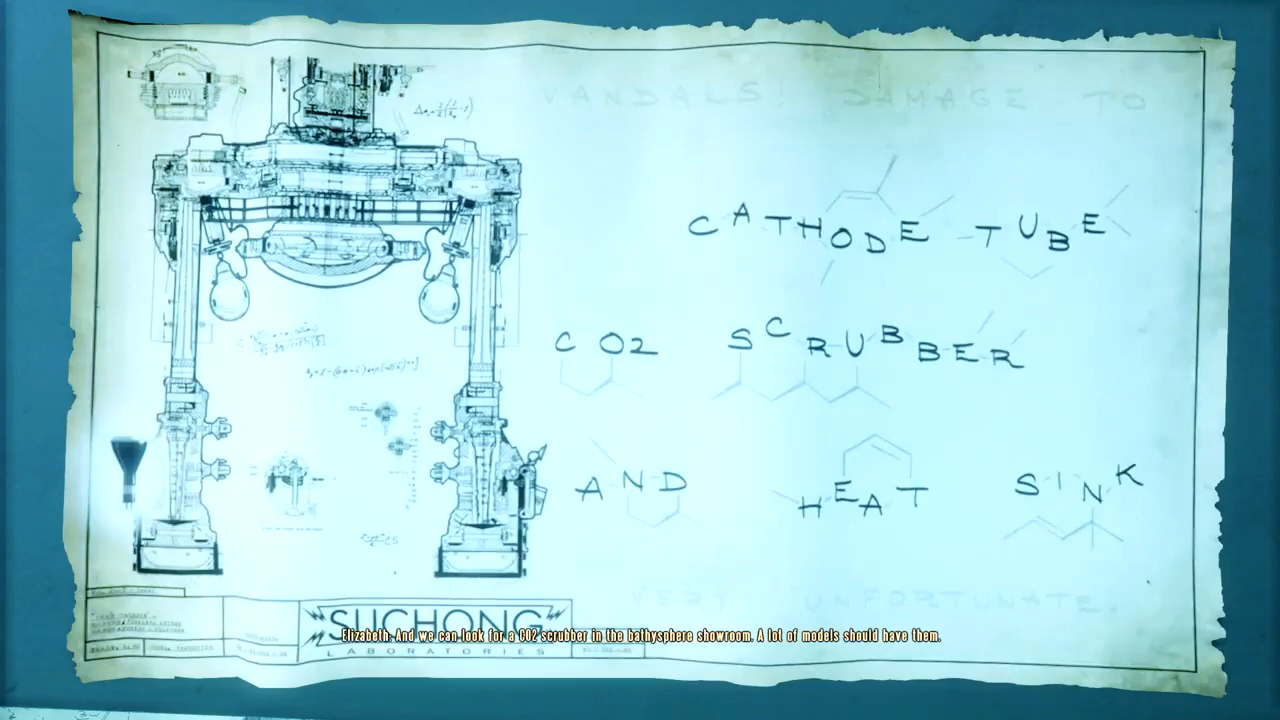 VANDALS! DAMAGE TO
CATHODE TUBE
CO2 SCRUBBER
AND HEAT SINK
VERY UNFORTUNATE.
SUCHONG
LABORATORIES
Elizabeth: And we can look for a CO2 scrubber in the bathysphere showroom. A lot of models should have them.